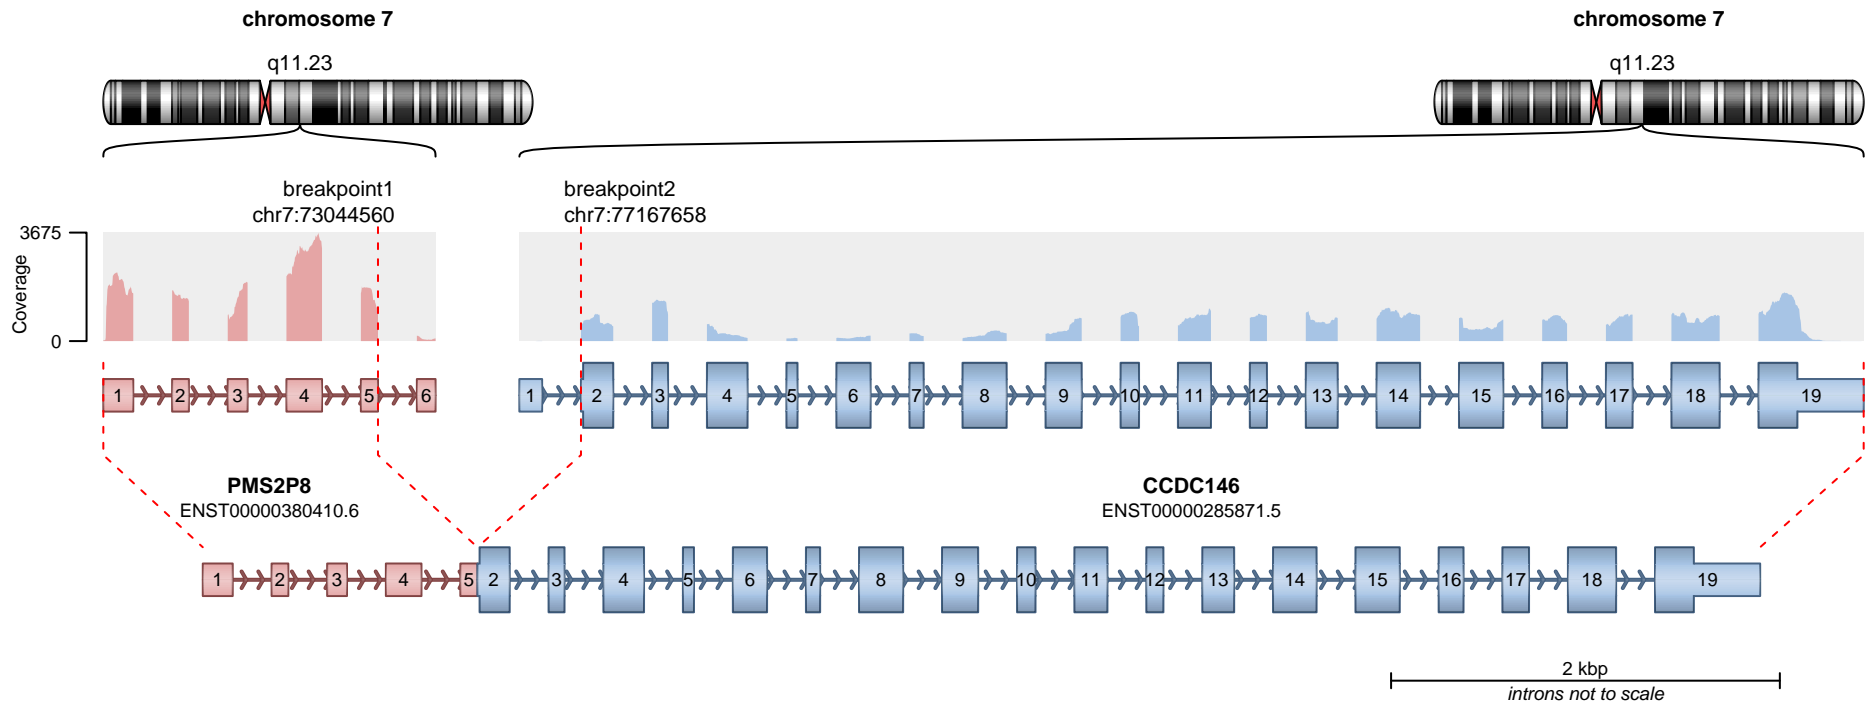 chromosome 7
chromosome 7
q11.23
q11.23
breakpoint1
chr7:73044560
breakpoint2
chr7:77167658
3675
Coverage
0
1 2 3 4 5 6
1 2 3 4 5 6 7 8 9 10 11 12 13 14 15 16 17 18 19
PMS2P8
ENST00000380410.6
CCDC146
ENST00000285871.5
1 2 3 4 5 2 3 4 5 6 7 8 9 10 11 12 13 14 15 16 17 18 19
2 kbp
introns not to scale